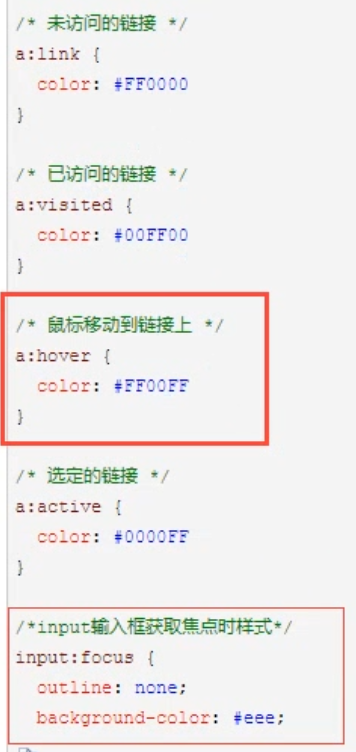 /* 未访问的链接 */
a:link {
  color: #FF0000
}
/* 已访问的链接 */
a:visited {
  color: #00FF00
}
/* 鼠标移动到链接上 */
a:hover {
  color: #FF00FF
}
/* 选定的链接 */
a:active {
  color: #0000FF
}
/*input输入框获取焦点时样式*/
input:focus {
  outline: none;
  background-color: #eee;